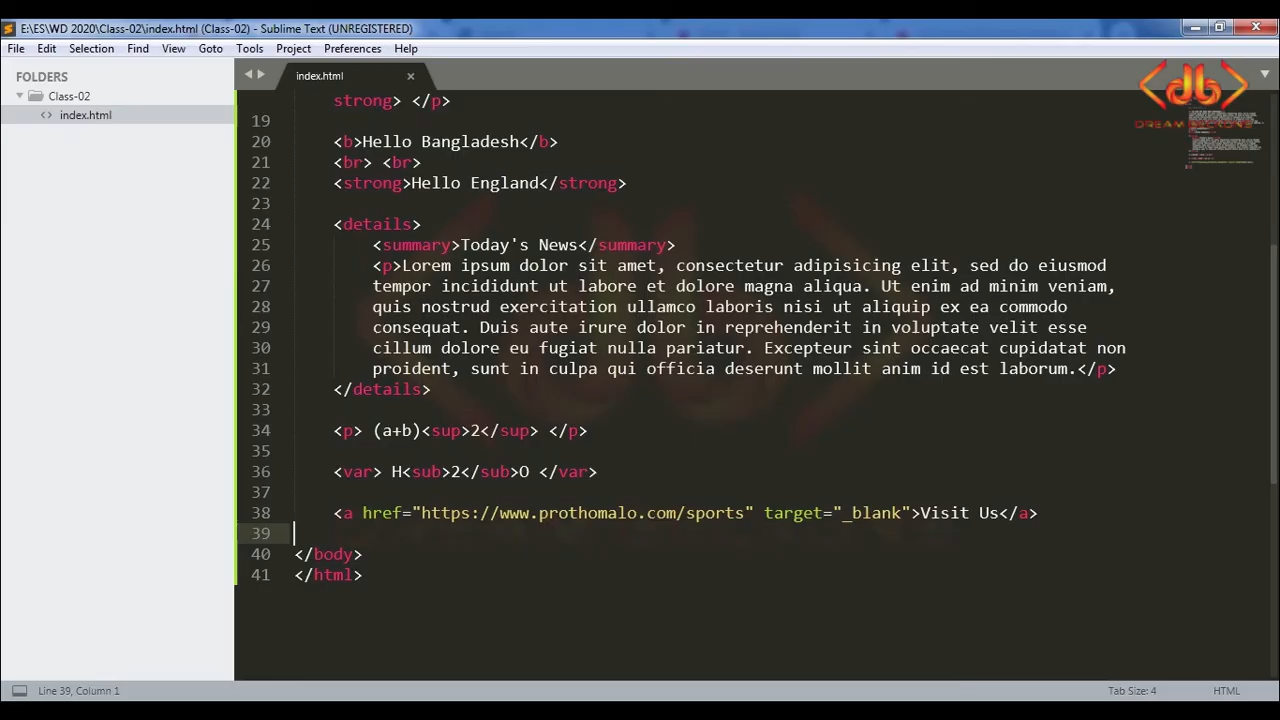 E:\ES\WD 2020\Class-02\index.html (Class-02) - Sublime Text (UNREGISTERED)
File Edit Selection Find View Goto Tools Project Preferences Help
FOLDERS
Class-02
<> index.html
index.html
strong> </p>
19
20 <b>Hello Bangladesh</b>
21 <br> <br>
22 <strong>Hello England</strong>
23
24 <details>
25 <summary>Today's News</summary>
26 <p>Lorem ipsum dolor sit amet, consectetur adipisicing elit, sed do eiusmod
27 tempor incididunt ut labore et dolore magna aliqua. Ut enim ad minim veniam,
28 quis nostrud exercitation ullamco laboris nisi ut aliquip ex ea commodo
29 consequat. Duis aute irure dolor in reprehenderit in voluptate velit esse
30 cillum dolore eu fugiat nulla pariatur. Excepteur sint occaecat cupidatat non
31 proident, sunt in culpa qui officia deserunt mollit anim id est laborum.</p>
32 </details>
33
34 <p> (a+b)<sup>2</sup> </p>
35
36 <var> H<sub>2</sub>O </var>
37
38 <a href="https://www.prothomalo.com/sports" target="_blank">Visit Us</a>
39
40 </body>
41 </html>
Line 39, Column 1
Tab Size: 4
HTML
db
DREAM